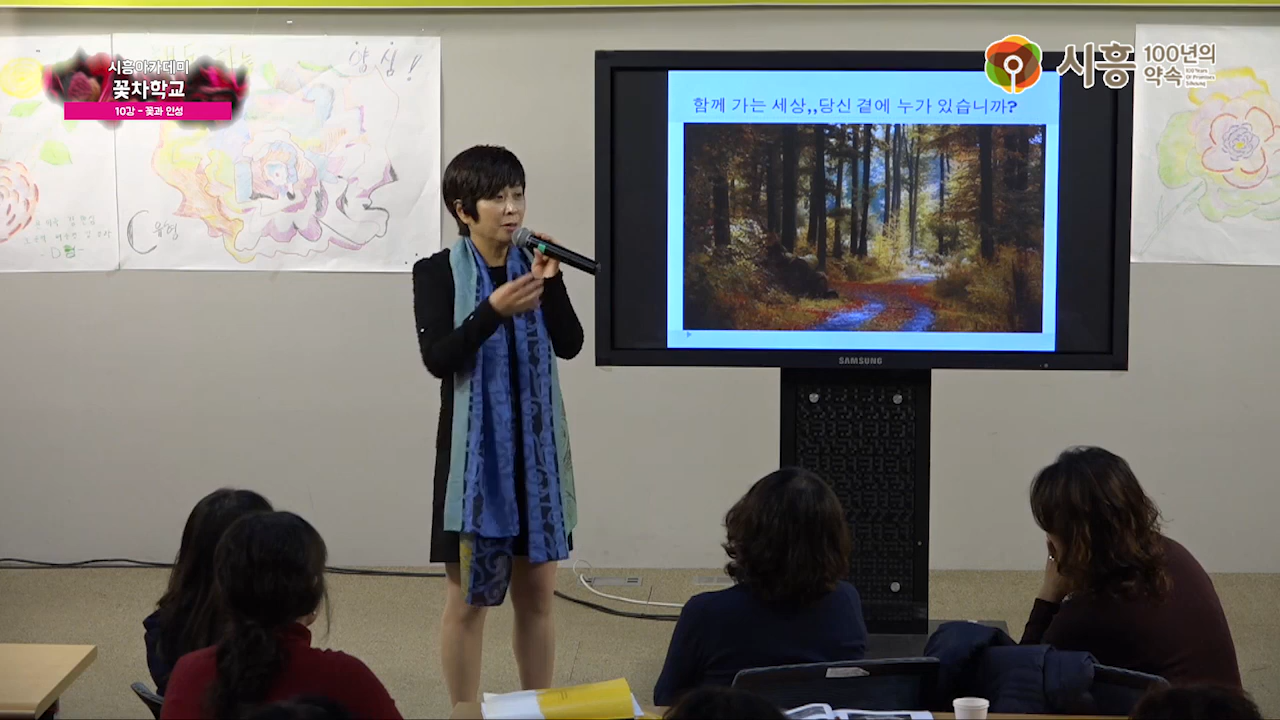 시흥아카데미
꽃차학교
10강 - 꽃과 인성
양심!
시흥
100년의
약속
함께 가는 세상,,당신 곁에 누가 있습니까?
SAMSUNG